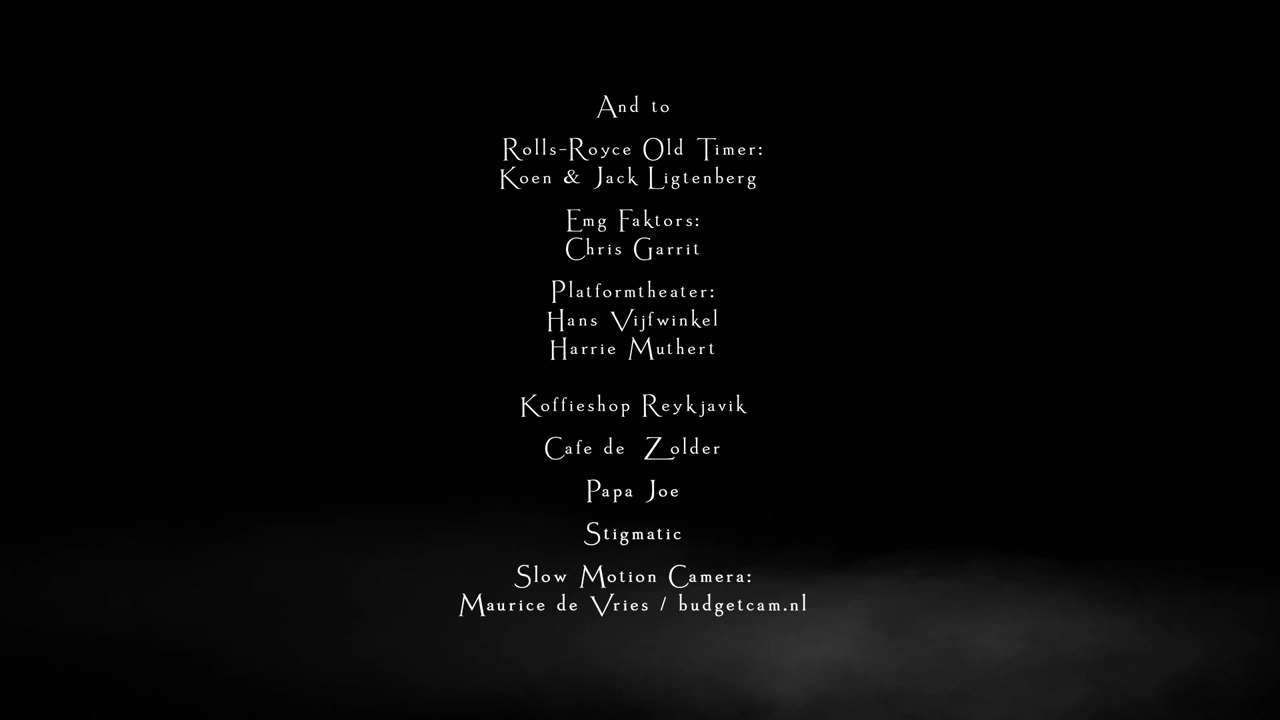 And to
Rolls-Royce Old Timer:
Koen & Jack Ligtenberg
Emg Faktors:
Chris Garrit
Platformtheater:
Hans Vijfwinkel
Harrie Muthert
Koffieshop Reykjavik
Cafe de Zolder
Papa Joe
Stigmatic
Slow Motion Camera:
Maurice de Vries / budgetcam.nl